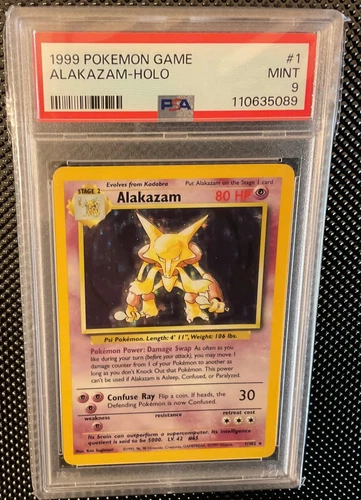 1999 POKEMON GAME #1
ALAKAZAM-HOLO MINT
9
PSA 110635089
Evolves from Kadabra Put Alakazam on the Stage 1 card
STAGE 2
Alakazam 80 HP
Psi Pokémon. Length: 4' 11", Weight: 106 lbs.
Pokémon Power: Damage Swap As often as you
like during your turn (before your attack), you may move 1
damage counter from 1 of your Pokémon to another as
long as you don't Knock Out that Pokémon. This power
can't be used if Alakazam is Asleep, Confused, or Paralyzed.
Confuse Ray Flip a coin. If heads, the 30
Defending Pokémon is now Confused.
weakness resistance retreat cost
Its brain can outperform a supercomputer. Its intelligence
quotient is said to be 5000. LV. 42 #65
Illus. Ken Sugimori 1/102